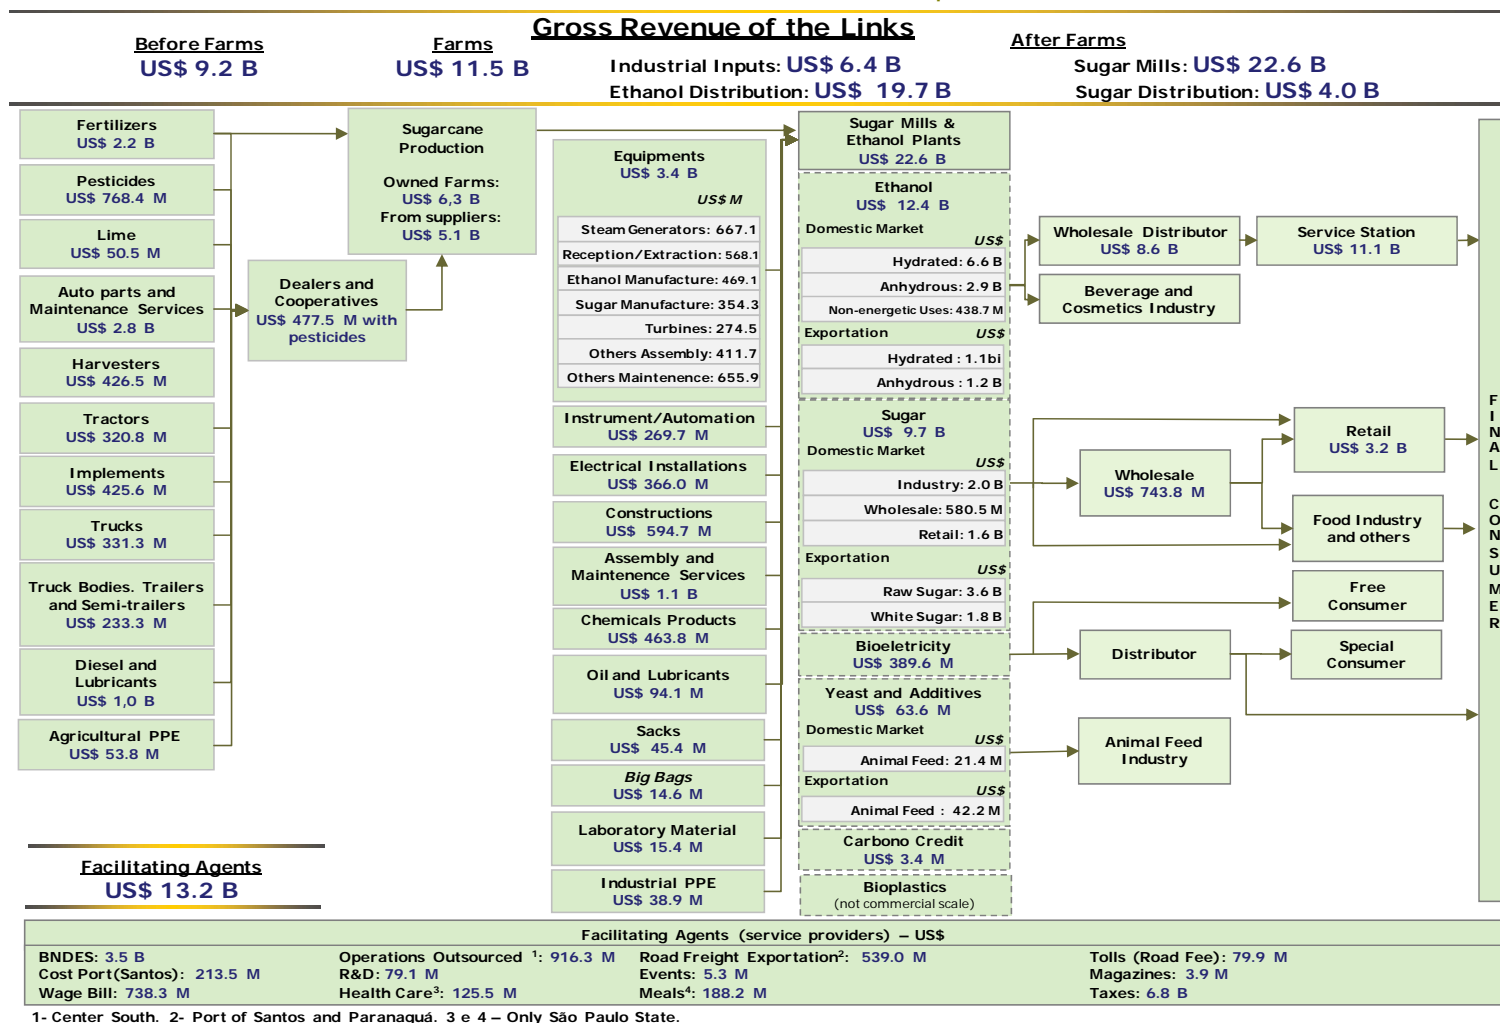 Gross Revenue of the Links
Before Farms
US$ 9.2 B
Farms
US$ 11.5 B
Industrial Inputs: US$ 6.4 B
Ethanol Distribution: US$ 19.7 B
After Farms
Sugar Mills: US$ 22.6 B
Sugar Distribution: US$ 4.0 B
Fertilizers
US$ 2.2 B
Pesticides
US$ 768.4 M
Lime
US$ 50.5 M
Auto parts and
Maintenance Services
US$ 2.8 B
Harvesters
US$ 426.5 M
Tractors
US$ 320.8 M
Implements
US$ 425.6 M
Trucks
US$ 331.3 M
Truck Bodies. Trailers
and Semi-trailers
US$ 233.3 M
Diesel and
Lubricants
US$ 1,0 B
Agricultural PPE
US$ 53.8 M
Dealers and
Cooperatives
US$ 477.5 M with
pesticides
Sugarcane
Production
Owned Farms:
US$ 6,3 B
From suppliers:
US$ 5.1 B
Equipments
US$ 3.4 B
US$ M
Steam Generators: 667.1
Reception/Extraction: 568.1
Ethanol Manufacture: 469.1
Sugar Manufacture: 354.3
Turbines: 274.5
Others Assembly: 411.7
Others Maintenence: 655.9
Instrument/Automation
US$ 269.7 M
Electrical Installations
US$ 366.0 M
Constructions
US$ 594.7 M
Assembly and
Maintenence Services
US$ 1.1 B
Chemicals Products
US$ 463.8 M
Oil and Lubricants
US$ 94.1 M
Sacks
US$ 45.4 M
Big Bags
US$ 14.6 M
Laboratory Material
US$ 15.4 M
Industrial PPE
US$ 38.9 M
Sugar Mills &
Ethanol Plants
US$ 22.6 B
Ethanol
US$ 12.4 B
Domestic Market
US$
Hydrated: 6.6 B
Anhydrous: 2.9 B
Non-energetic Uses: 438.7 M
Exportation US$
Hydrated : 1.1bi
Anhydrous : 1.2 B
Sugar
US$ 9.7 B
Domestic Market
US$
Industry: 2.0 B
Wholesale: 580.5 M
Retail: 1.6 B
Exportation
US$
Raw Sugar: 3.6 B
White Sugar: 1.8 B
Bioeletricity
US$ 389.6 M
Yeast and Additives
US$ 63.6 M
Domestic Market
US$
Animal Feed: 21.4 M
Exportation
US$
Animal Feed : 42.2 M
Carbono Credit
US$ 3.4 M
Bioplastics
(not commercial scale)
Wholesale Distributor
US$ 8.6 B
Service Station
US$ 11.1 B
Beverage and
Cosmetics Industry
Wholesale
US$ 743.8 M
Retail
US$ 3.2 B
Food Industry
and others
Free
Consumer
Distributor
Special
Consumer
Animal Feed
Industry
FINAL CONSUMER
Facilitating Agents
US$ 13.2 B
Facilitating Agents (service providers) – US$
BNDES: 3.5 B
Cost Port(Santos): 213.5 M
Wage Bill: 738.3 M
Operations Outsourced ¹: 916.3 M
R&D: 79.1 M
Health Care³: 125.5 M
Road Freight Exportation²: 539.0 M
Events: 5.3 M
Meals⁴: 188.2 M
Tolls (Road Fee): 79.9 M
Magazines: 3.9 M
Taxes: 6.8 B
1- Center South. 2- Port of Santos and Paranaguá. 3 e 4 – Only São Paulo State.